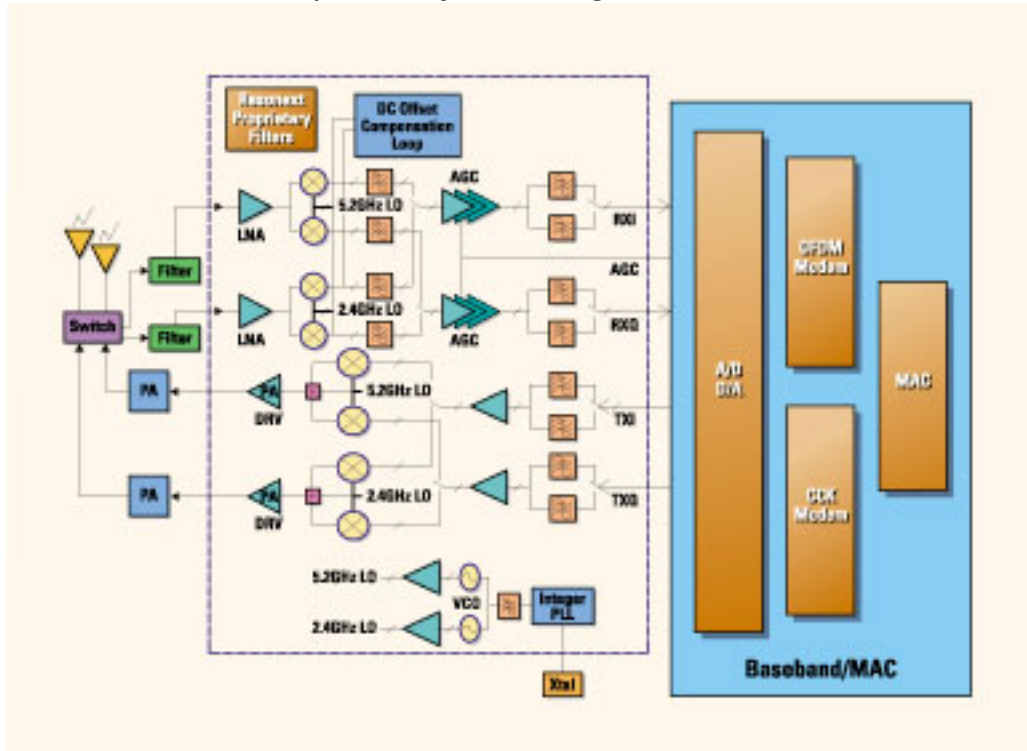 Resonext
Proprietary
Filters
DC Offset
Compensation
Loop
AGC
5.2GHz LO
LNA
RXI
Filter
AGC
OFDM
Modem
2.4GHz LO
Switch
Filter
LNA
AGC
RXQ
A/D
D/A
MAC
PA
PA
5.2GHz LO
DRV
TXI
PA
PA
2.4GHz LO
DRV
TXQ
CCK
Modem
5.2GHz LO
VCO
Integer
PLL
2.4GHz LO
Xtal
Baseband/MAC